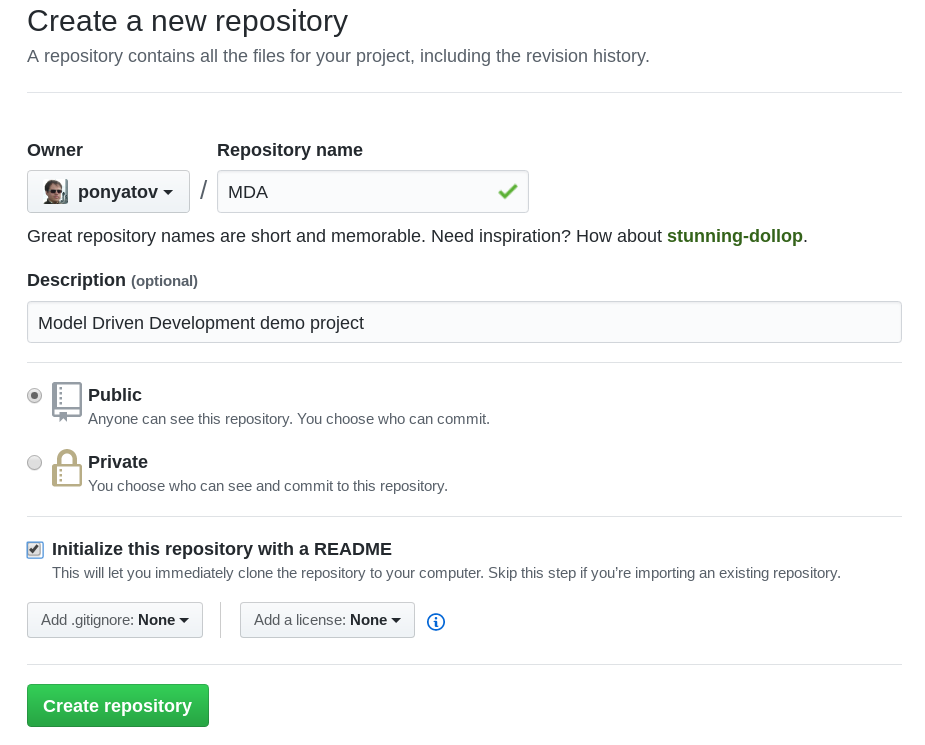 Create a new repository
A repository contains all the files for your project, including the revision history.
Owner Repository name
ponyatov / MDA
Great repository names are short and memorable. Need inspiration? How about stunning-dollop.
Description (optional)
Model Driven Development demo project
Public
Anyone can see this repository. You choose who can commit.
Private
You choose who can see and commit to this repository.
Initialize this repository with a README
This will let you immediately clone the repository to your computer. Skip this step if you’re importing an existing repository.
Add .gitignore: None Add a license: None
Create repository